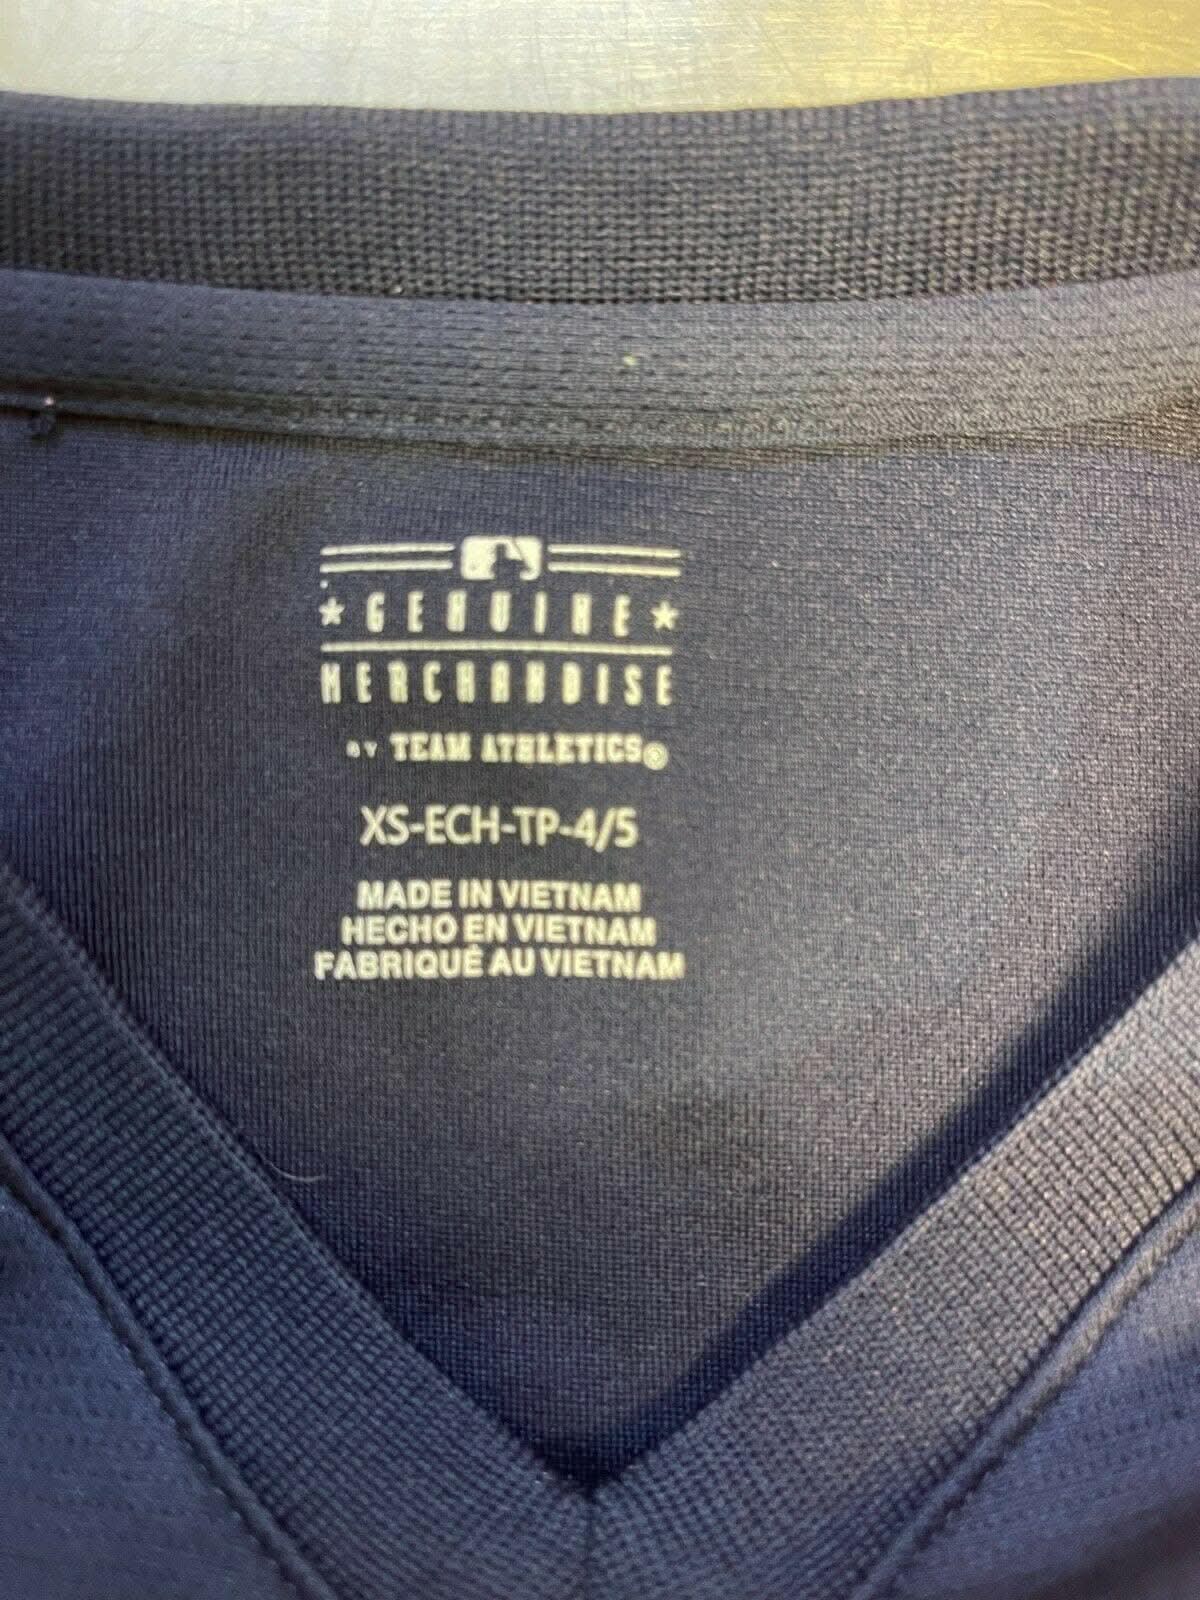 ★ GENUINE ★
MERCHANDISE
BY TEAM ATHLETICS®
XS-ECH-TP-4/5
MADE IN VIETNAM
HECHO EN VIETNAM
FABRIQUÉ AU VIETNAM